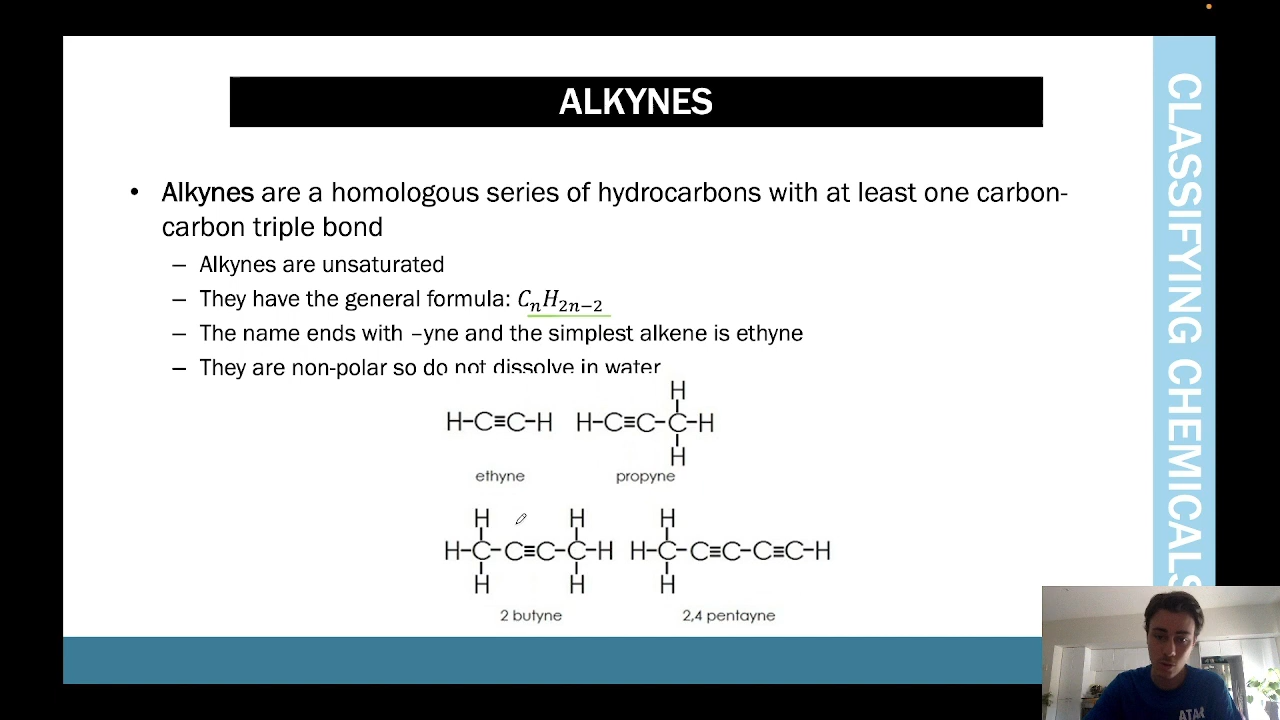 ALKYNES
• Alkynes are a homologous series of hydrocarbons with at least one carbon-
carbon triple bond
– Alkynes are unsaturated
– They have the general formula: CₙH₂ₙ₋₂
– The name ends with –yne and the simplest alkene is ethyne
– They are non-polar so do not dissolve in water
H
H–C≡C–H H–C≡C–C–H
H
ethyne propyne
H H H
H–C–C≡C–C–H H–C–C≡C–C≡C–H
H H H
2 butyne 2,4 pentayne
CLASSIFYING CHEMICALS
ATA